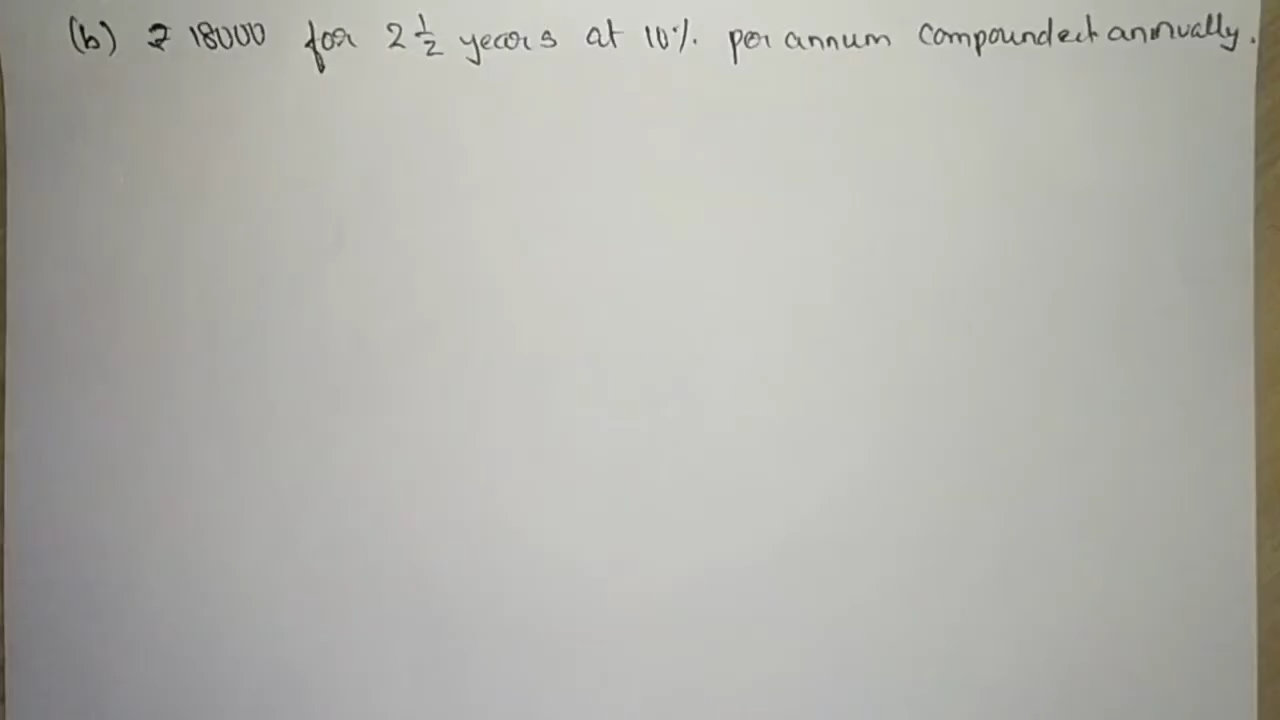 (b) ₹ 18000 for 2 1/2 years at 10% per annum compounded annually.